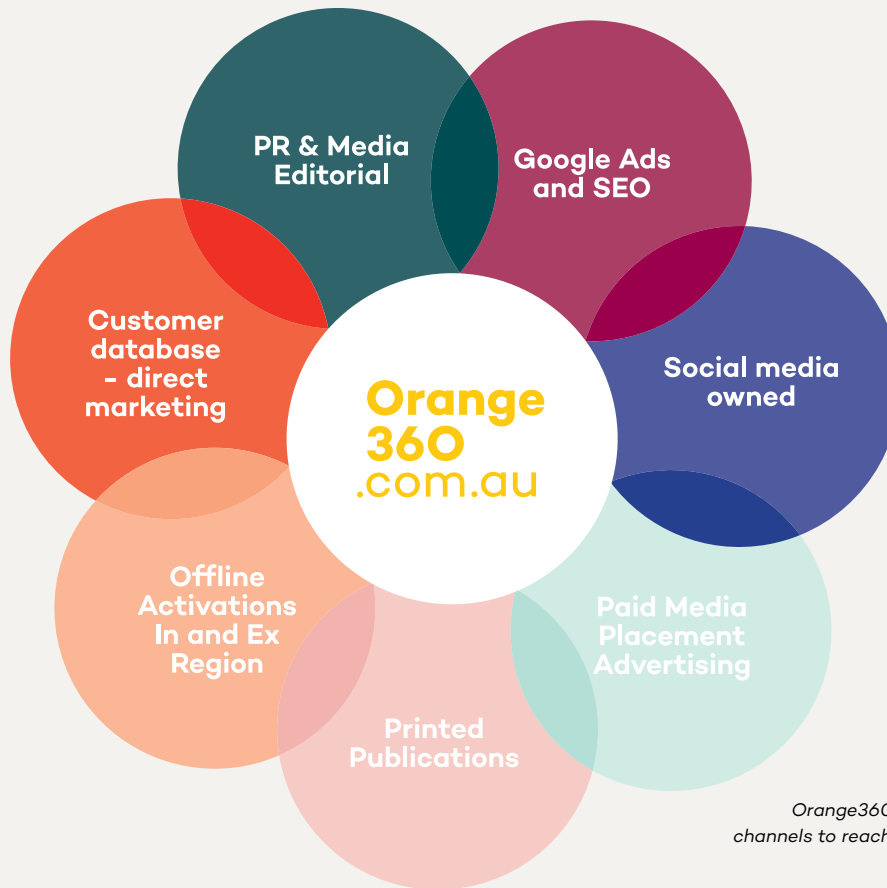 PR & Media
Editorial
Google Ads
and SEO
Customer
database
- direct
marketing
Social media
owned
Orange
360
.com.au
Offline
Activations
In and Ex
Region
Paid Media
Placement
Advertising
Printed
Publications
Orange360
channels to reach